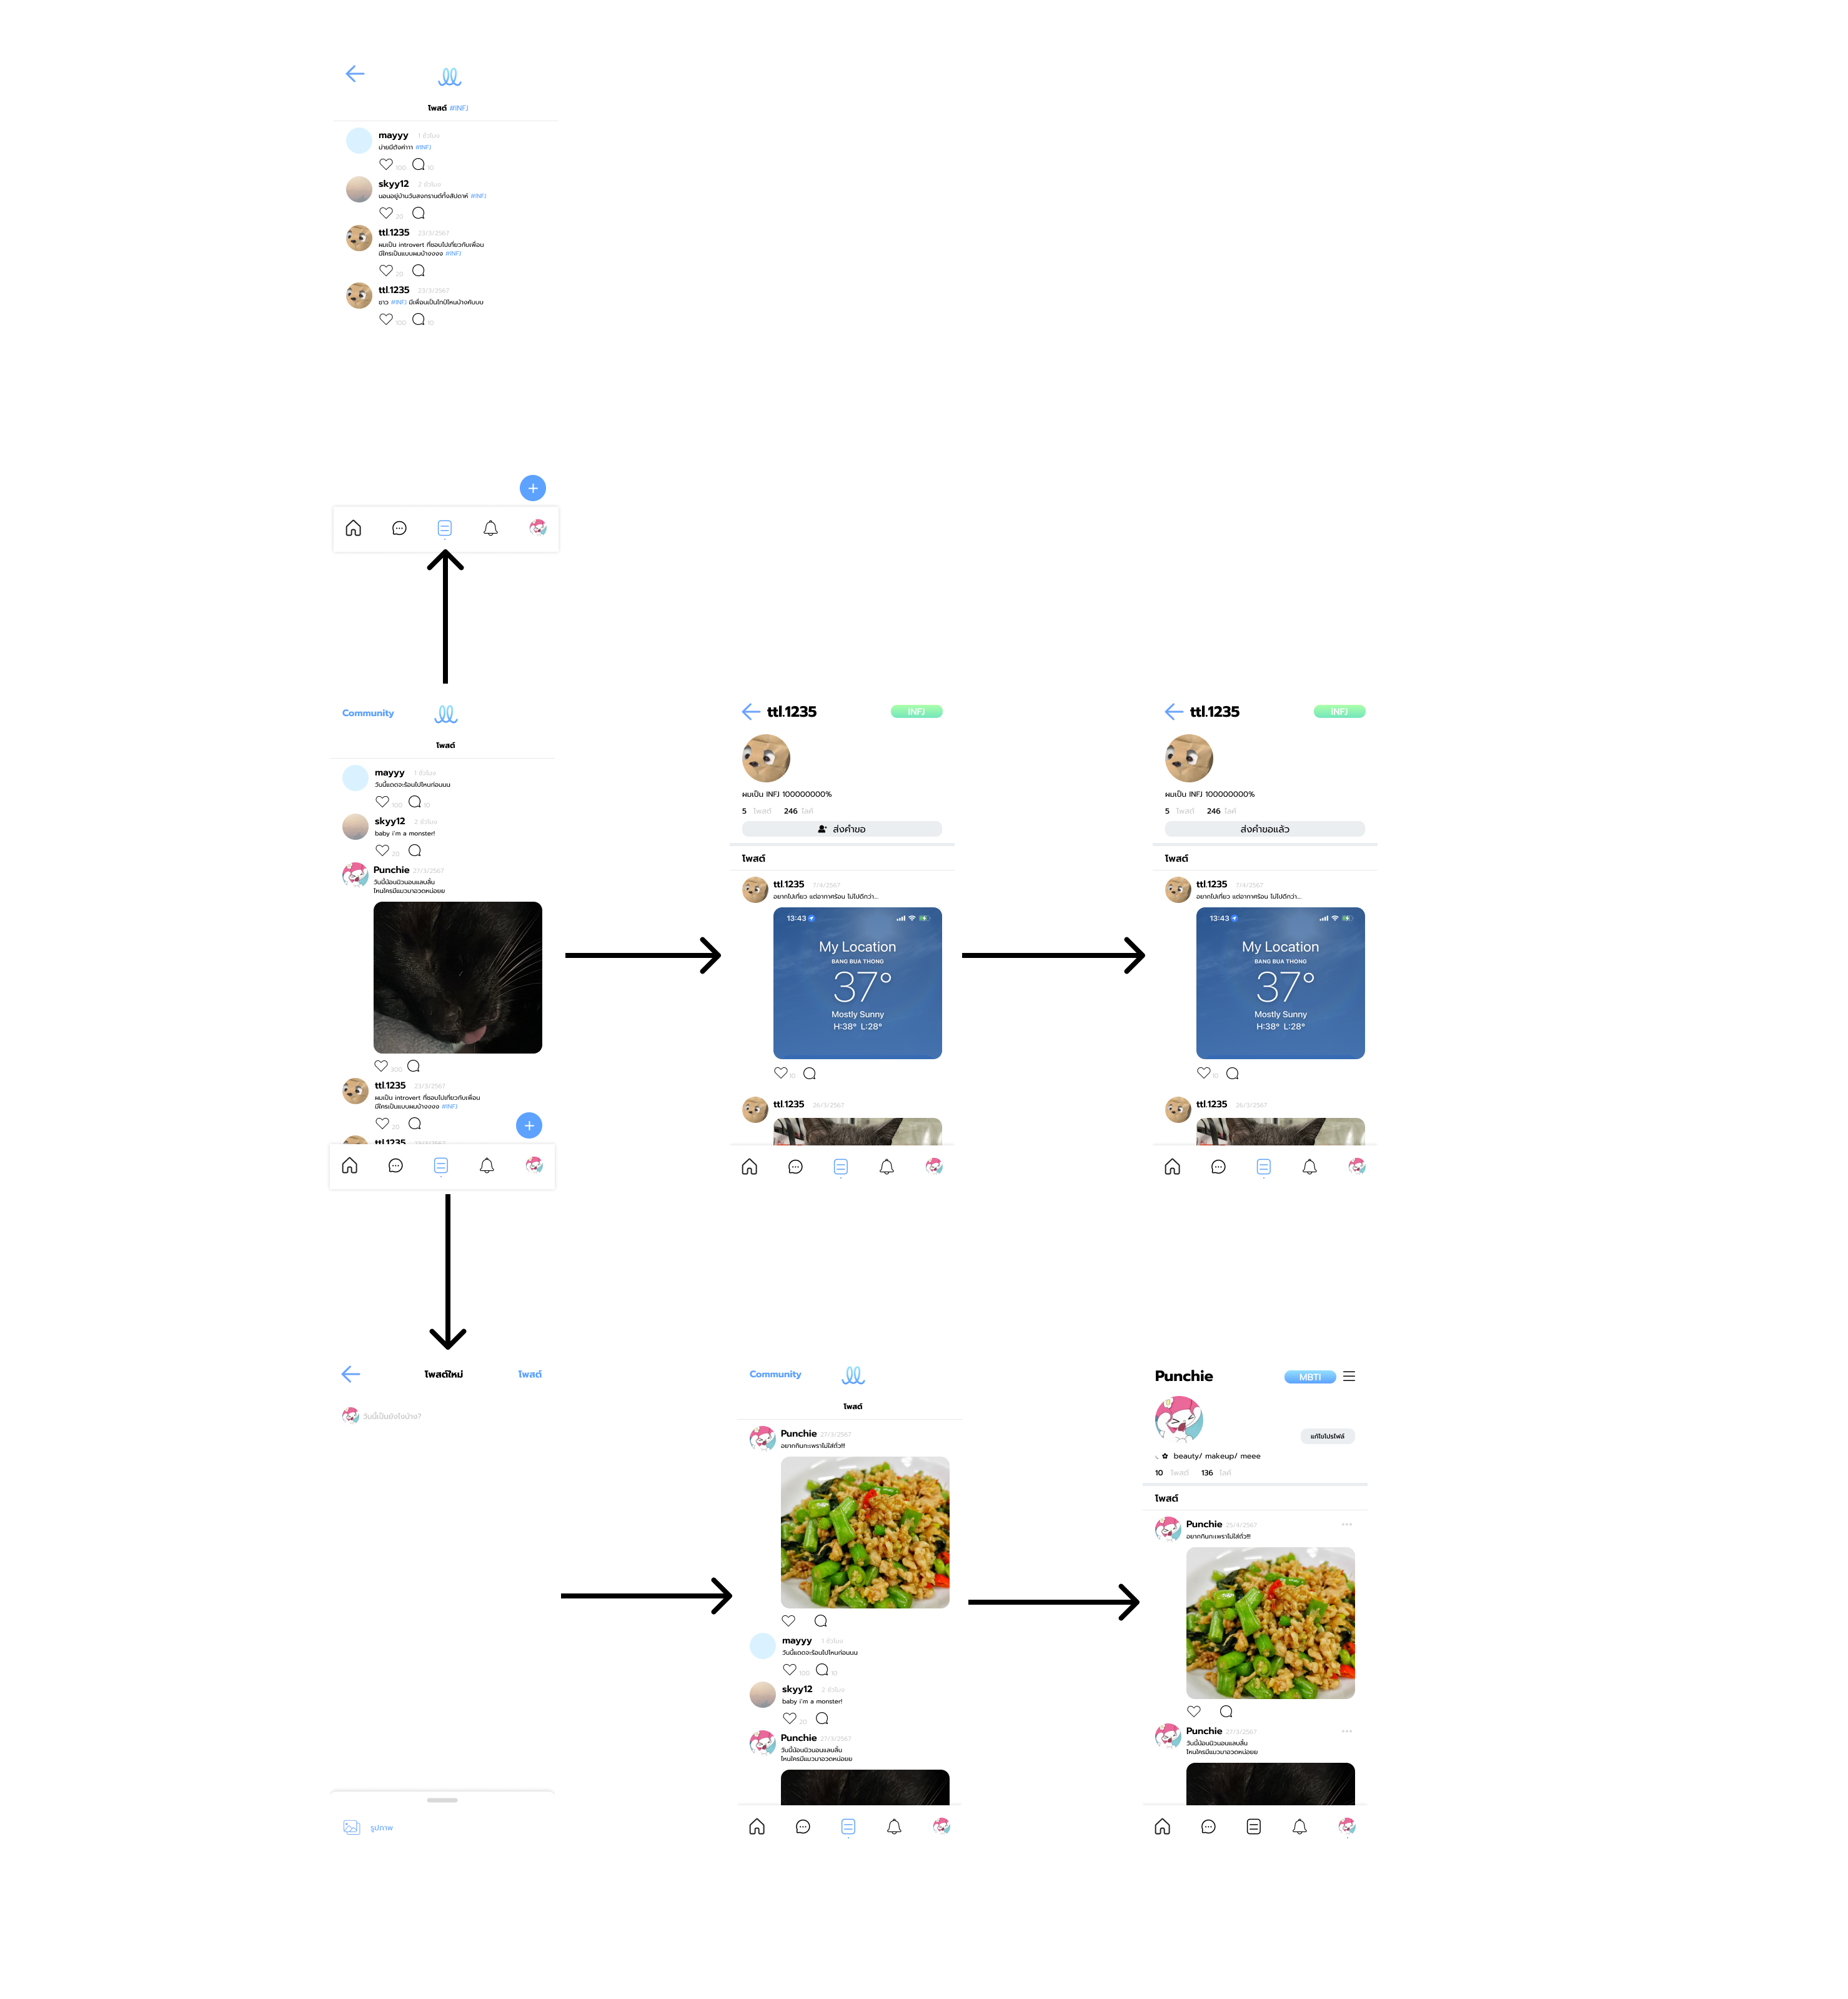 โพสต์ #INFJ
mayyy 1 ชั่วโมง
บ่ายมีตังค่าาา #INFJ
100 10
skyy12 2 ชั่วโมง
นอนอยู่บ้านวันสงกรานต์ทั้งสัปดาห์ #INFJ
20
ttl.1235 23/3/2567
ผมเป็น introvert ที่ชอบไปเที่ยวกับเพื่อน
มีใครเป็นแบบผมบ้างงงง #INFJ
20
ttl.1235 23/3/2567
ชาว #INFJ มีเพื่อนเป็นไทป์ไหนบ้างคับบบ
100 10
Community
โพสต์
mayyy 1 ชั่วโมง
วันนี้แดดจะร้อนไปไหนก่อนนน
100 10
skyy12 2 ชั่วโมง
baby i'm a monster!
20
Punchie 27/3/2567
วันนี้น้อนนิวนอนแลบลิ้น
ไหนใครมีแมวมาอวดหน่อยย
300
ttl.1235 23/3/2567
ผมเป็น introvert ที่ชอบไปเที่ยวกับเพื่อน
มีใครเป็นแบบผมบ้างงงง #INFJ
20
ttl.1235 23/3/2567
ttl.1235 INFJ
ผมเป็น INFJ 100000000%
5 โพสต์ 246 ไลค์
ส่งคำขอ
โพสต์
ttl.1235 7/4/2567
อยากไปเที่ยว แต่อากาศร้อน ไม่ไปดีกว่า...
13:43
My Location
BANG BUA THONG
37°
Mostly Sunny
H:38° L:28°
10
ttl.1235 26/3/2567
ttl.1235 INFJ
ผมเป็น INFJ 100000000%
5 โพสต์ 246 ไลค์
ส่งคำขอแล้ว
โพสต์
ttl.1235 7/4/2567
อยากไปเที่ยว แต่อากาศร้อน ไม่ไปดีกว่า...
13:43
My Location
BANG BUA THONG
37°
Mostly Sunny
H:38° L:28°
10
ttl.1235 26/3/2567
โพสต์ใหม่ โพสต์
วันนี้เป็นยังไงบ้าง?
รูปภาพ
Community
โพสต์
Punchie 27/3/2567
อยากกินกะเพราไม่ใส่ถั่ว!!!
mayyy 1 ชั่วโมง
วันนี้แดดจะร้อนไปไหนก่อนนน
100 10
skyy12 2 ชั่วโมง
baby i'm a monster!
20
Punchie 27/3/2567
วันนี้น้อนนิวนอนแลบลิ้น
ไหนใครมีแมวมาอวดหน่อยย
Punchie MBTI
แก้ไขโปรไฟล์
beauty/ makeup/ meee
10 โพสต์ 136 ไลค์
โพสต์
Punchie 25/4/2567
อยากกินกะเพราไม่ใส่ถั่ว!!!
Punchie 27/3/2567
วันนี้น้อนนิวนอนแลบลิ้น
ไหนใครมีแมวมาอวดหน่อยย